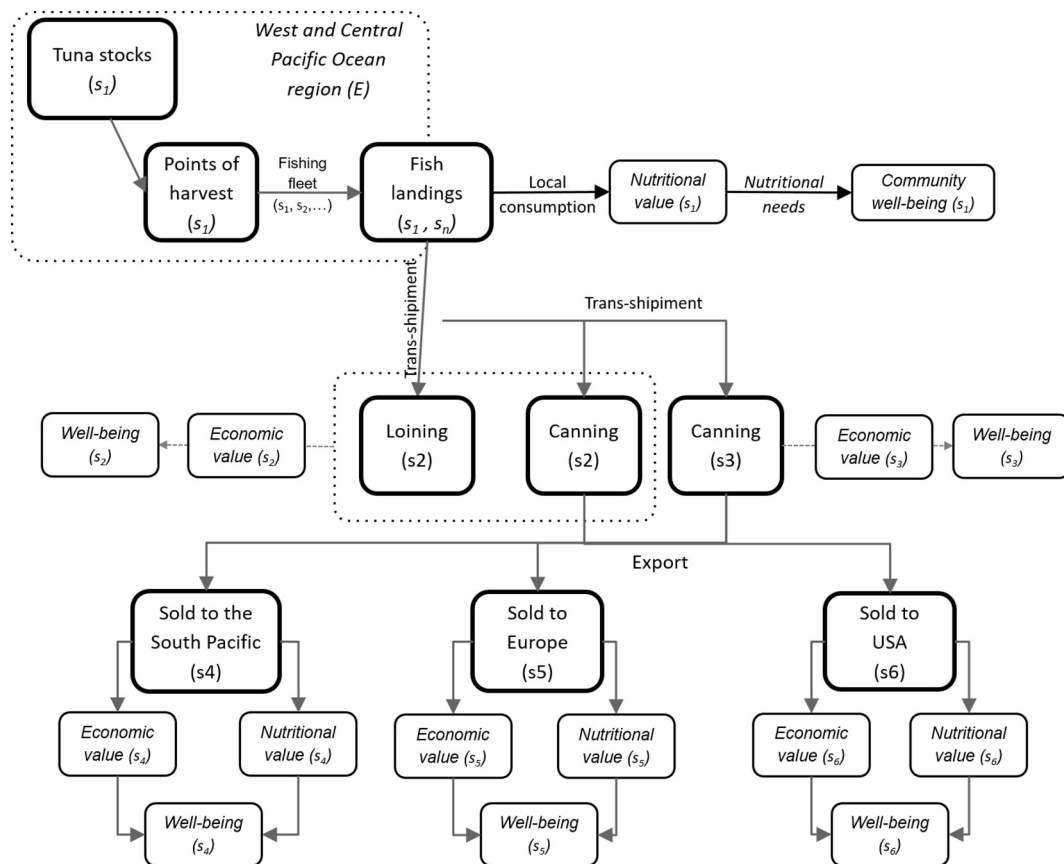 West and Central
Pacific Ocean
region (E)
Tuna stocks
(s1)
Points of
harvest
(s1)
Fishing
fleet
(s1, s2,…)
Fish
landings
(s1 , sn)
Local
consumption
Nutritional
value (s1)
Nutritional
needs
Community
well-being (s1)
Trans-shipiment
Trans-shipiment
Well-being
(s2)
Economic
value (s2)
Loining
(s2)
Canning
(s2)
Canning
(s3)
Economic
value (s3)
Well-being
(s3)
Export
Sold to the
South Pacific
(s4)
Sold to
Europe
(s5)
Sold to
USA
(s6)
Economic
value (s4)
Nutritional
value (s4)
Economic
value (s5)
Nutritional
value (s5)
Economic
value (s6)
Nutritional
value (s6)
Well-being
(s4)
Well-being
(s5)
Well-being
(s6)